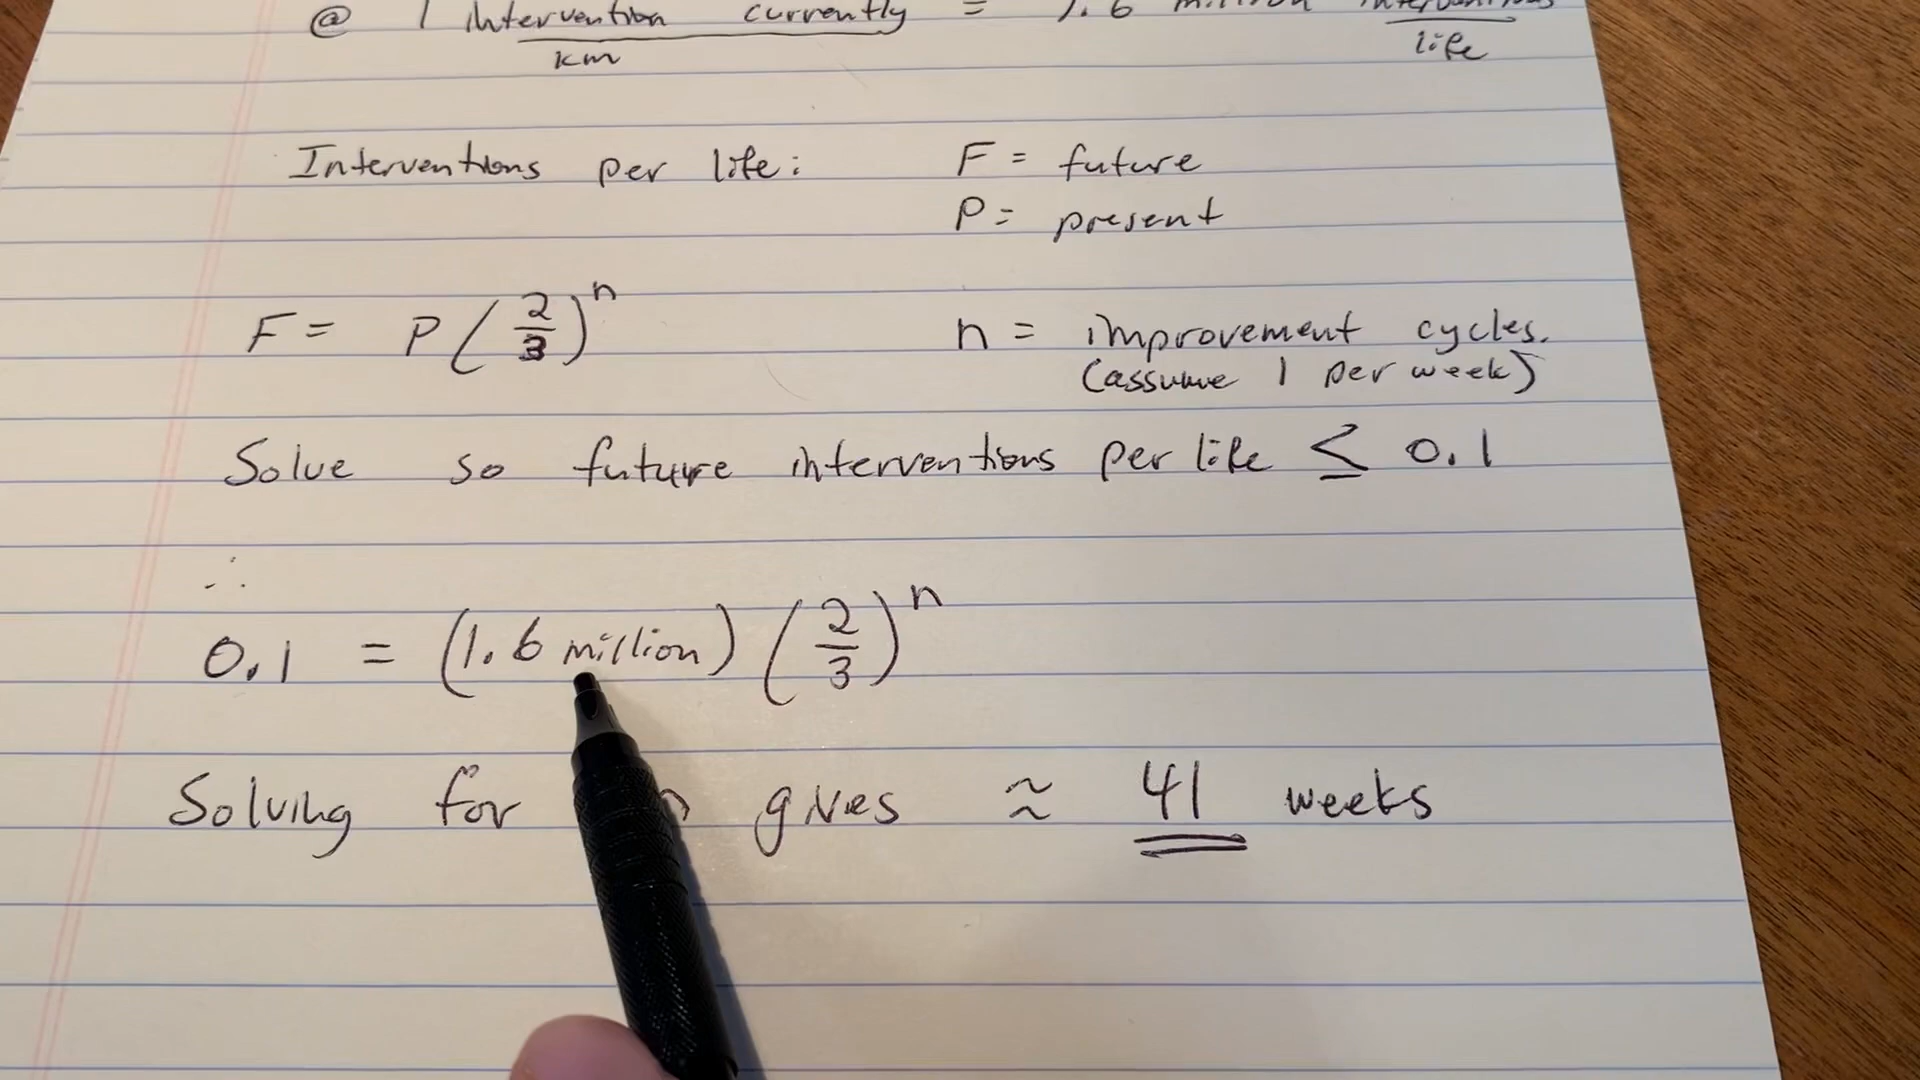 @ 1 intervention currently = 1.6 million interventions
km life
Interventions per life: F = future
P = present
F = P (2/3)^n n = improvement cycles.
(assume 1 per week)
Solve so future interventions per life ≤ 0.1
∴
0.1 = (1.6 million) (2/3)^n
Solving for n gives ≈ 41 weeks